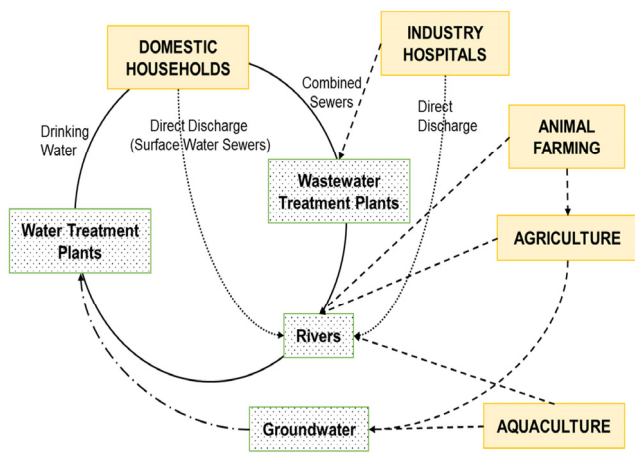 DOMESTIC
HOUSEHOLDS
INDUSTRY
HOSPITALS
Combined
Sewers
Direct
Discharge
Drinking
Water
Direct Discharge
(Surface Water Sewers)
ANIMAL
FARMING
Wastewater
Treatment Plants
Water Treatment
Plants
AGRICULTURE
Rivers
Groundwater
AQUACULTURE